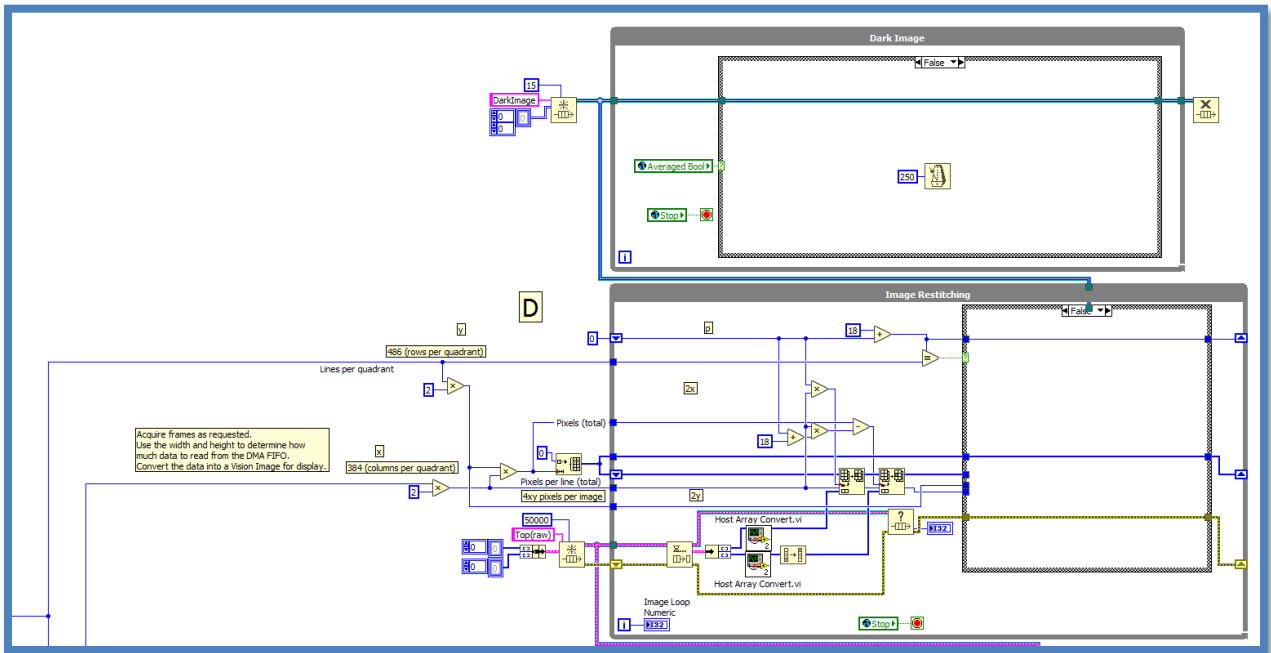 Dark Image
False
15
DarkImage
0
0
0
Averaged Bool
250
Stop
i
D
Image Restitching
False
y
p
18
0
486 (rows per quadrant)
Lines per quadrant
=
2
x
2x
x
+
Pixels (total)
x
-
18
+
Acquire frames as requested.
Use the width and height to determine how
much data to read from the DMA FIFO.
Convert the data into a Vision Image for display.
x
0
384 (columns per quadrant)
x
Pixels per line (total)
2
x
4xy pixels per image
2y
50000
Top(raw)
Host Array Convert.vi
?
I32
0
0
2
0
0
2
Host Array Convert.vi
Image Loop
Numeric
i
I32
Stop